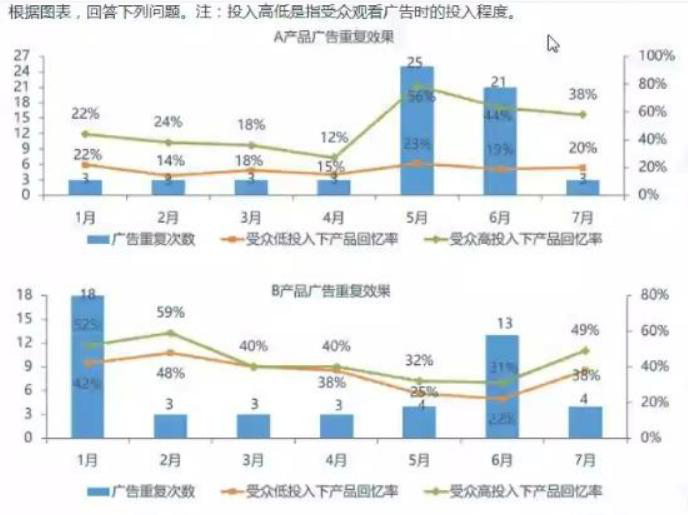 根据图表，回答下列问题。注：投入高低是指受众观看广告时的投入程度。
A产品广告重复效果
27 25 100%
24 21 80%
21 56% 38%
18 22% 24% 18% 44% 60%
15 12%
12 40%
9 22% 14% 18% 15% 23% 19% 20%
6 20%
3 3 3 3 3 3
0 0%
1月 2月 3月 4月 5月 6月 7月
广告重复次数 受众低投入下产品回忆率 受众高投入下产品回忆率
B产品广告重复效果
18 18 80%
15 52% 59% 13 49% 60%
12 40% 40% 32% 31%
9 42% 48% 38% 25% 38% 40%
6 22% 20%
3 3 3 3 4 4
0 0%
1月 2月 3月 4月 5月 6月 7月
广告重复次数 受众低投入下产品回忆率 受众高投入下产品回忆率